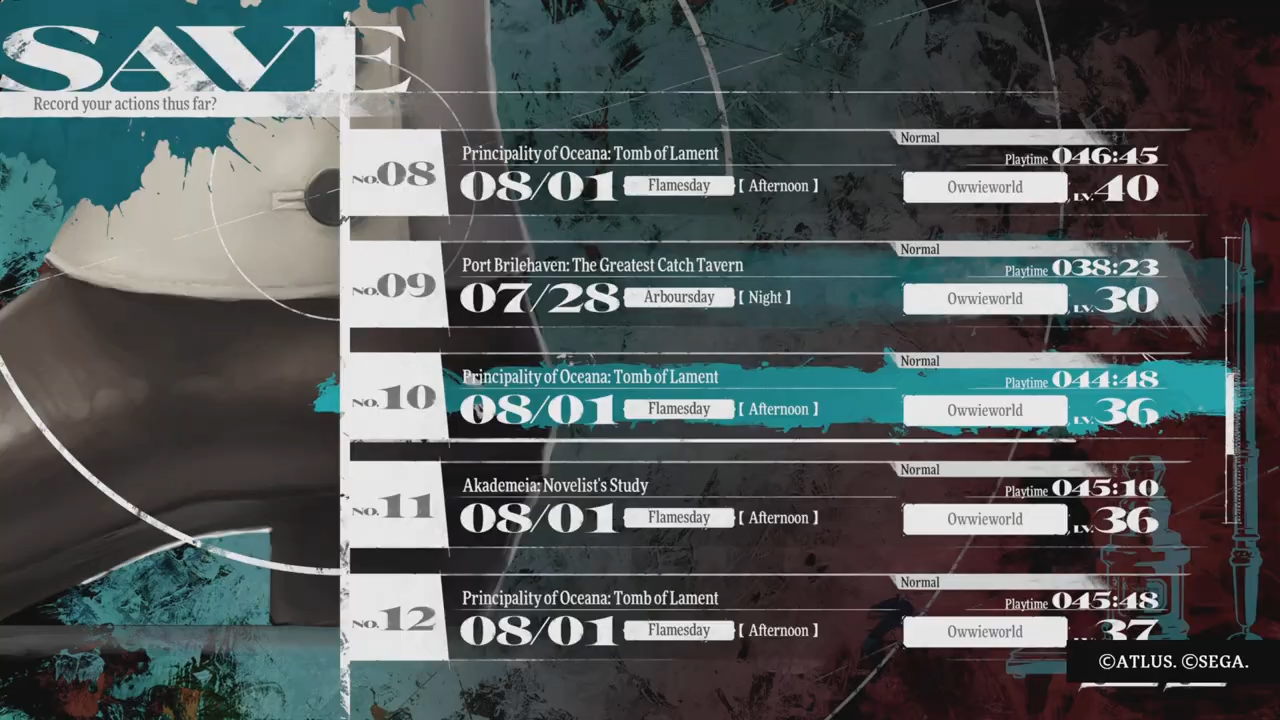 SAVE
Record your actions thus far?
Normal
Principality of Oceana: Tomb of Lament
Playtime 046:45
No.08
08/01 Flamesday [ Afternoon ]
Owwieworld
LV.40
Normal
Port Brilehaven: The Greatest Catch Tavern
Playtime 038:23
No.09
07/28 Arboursday [ Night ]
Owwieworld
LV.30
Normal
Principality of Oceana: Tomb of Lament
Playtime 044:48
No.10
08/01 Flamesday [ Afternoon ]
Owwieworld
LV.36
Normal
Akademeia: Novelist's Study
Playtime 045:10
No.11
08/01 Flamesday [ Afternoon ]
Owwieworld
LV.36
Normal
Principality of Oceana: Tomb of Lament
Playtime 045:48
No.12
08/01 Flamesday [ Afternoon ]
Owwieworld
LV.37
©ATLUS. ©SEGA.